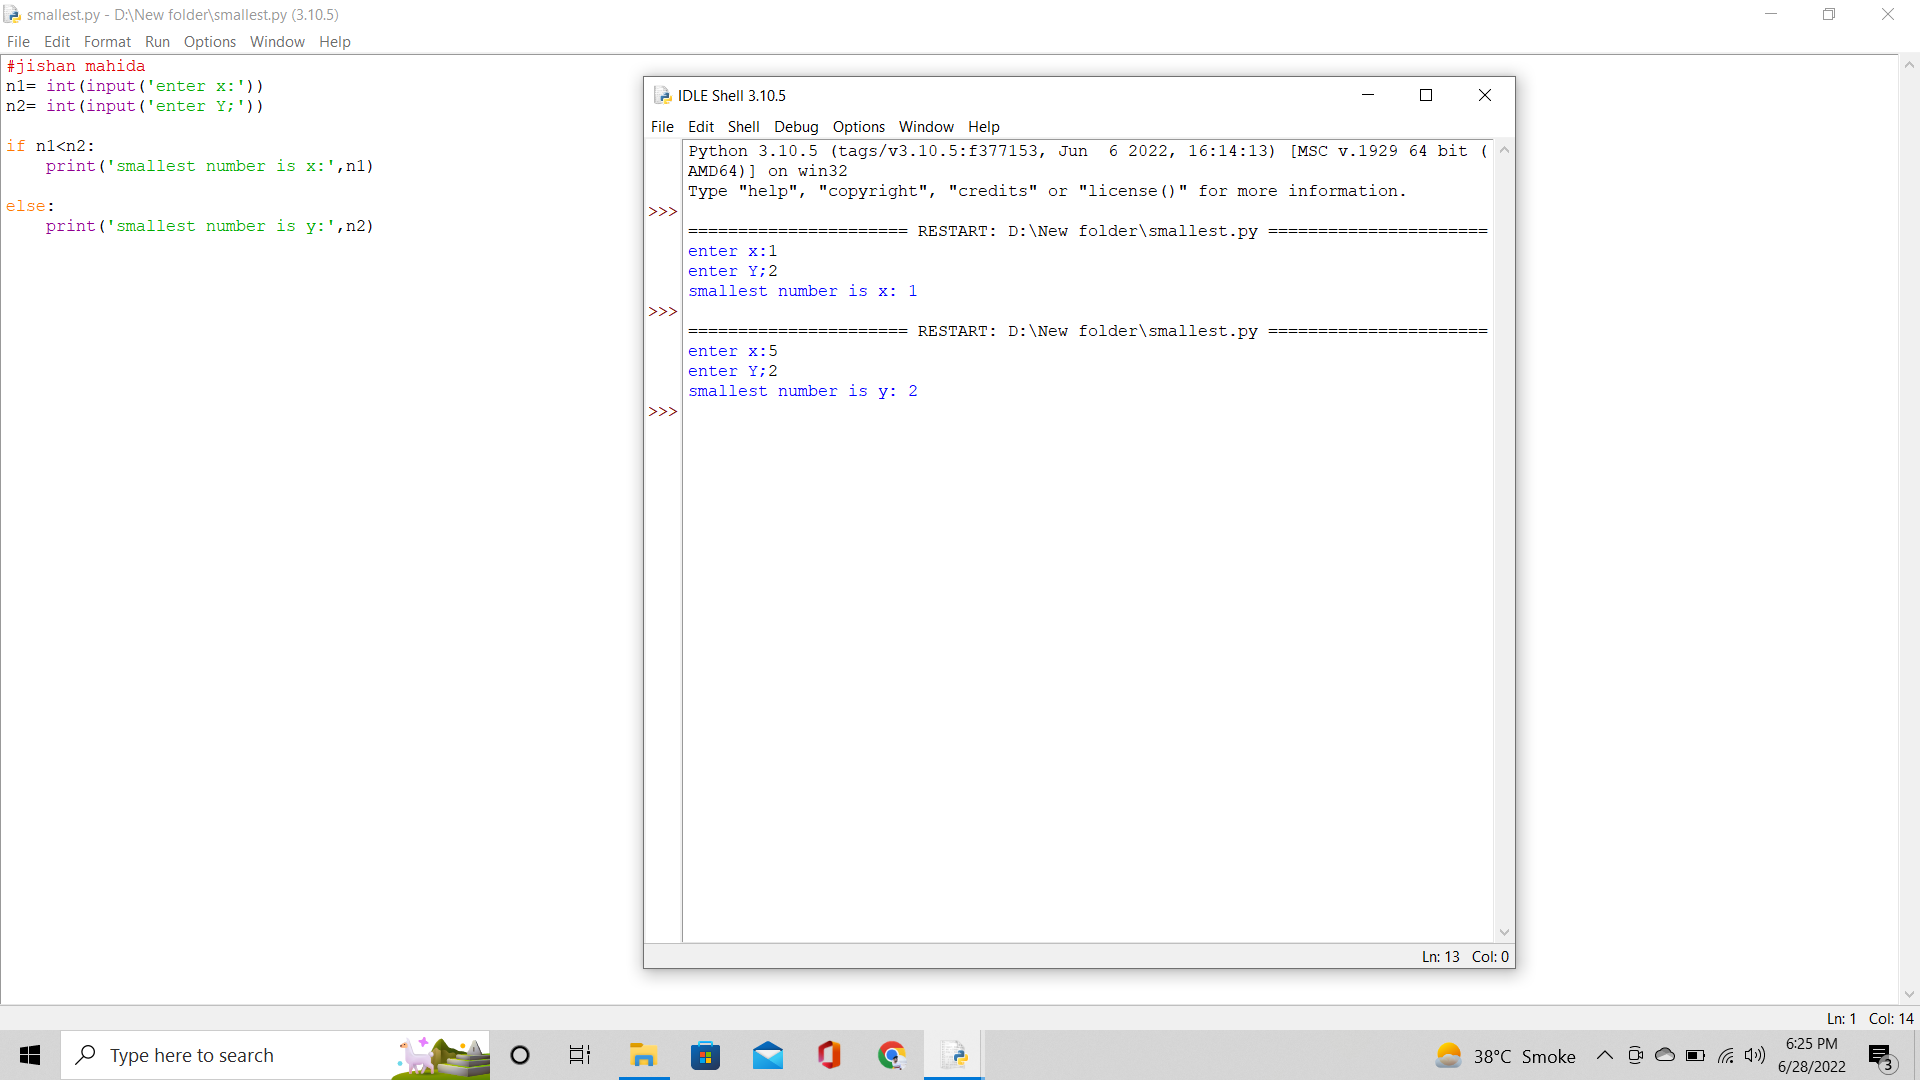 smallest.py - D:\New folder\smallest.py (3.10.5)
File Edit Format Run Options Window Help
#jishan mahida
n1= int(input('enter x:'))
n2= int(input('enter Y;'))
if n1<n2:
    print('smallest number is x:',n1)
else:
    print('smallest number is y:',n2)
IDLE Shell 3.10.5
File Edit Shell Debug Options Window Help
Python 3.10.5 (tags/v3.10.5:f377153, Jun  6 2022, 16:14:13) [MSC v.1929 64 bit (
AMD64)] on win32
Type "help", "copyright", "credits" or "license()" for more information.
>>>
====================== RESTART: D:\New folder\smallest.py ======================
enter x:1
enter Y;2
smallest number is x: 1
>>>
====================== RESTART: D:\New folder\smallest.py ======================
enter x:5
enter Y;2
smallest number is y: 2
>>>
Ln: 13 Col: 0
Ln: 1 Col: 14
Type here to search
38°C Smoke
6:25 PM
6/28/2022
3